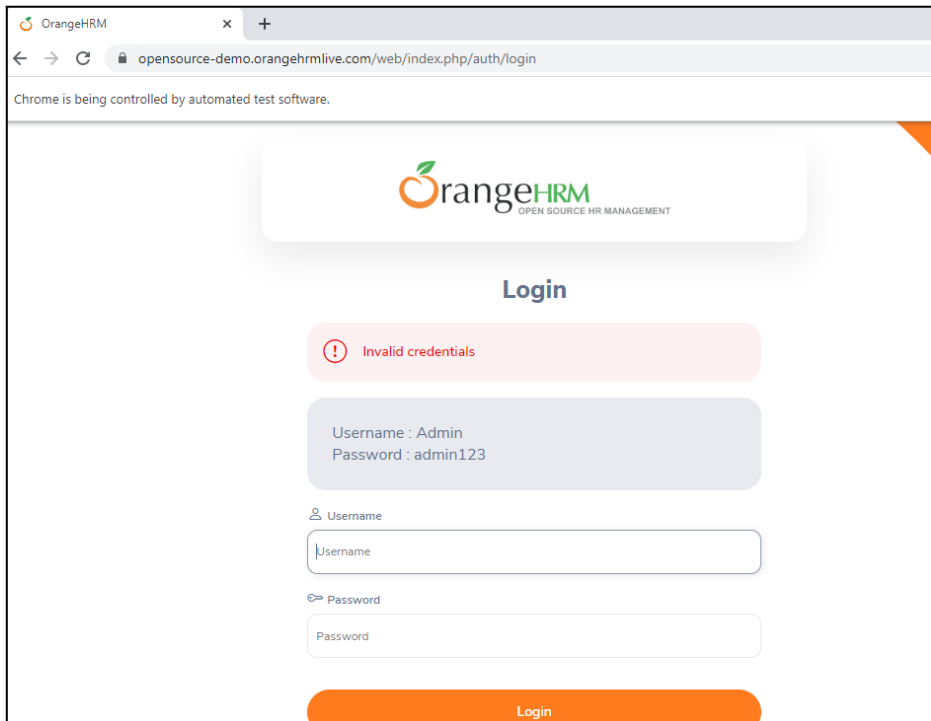 OrangeHRM
opensource-demo.orangehrmlive.com/web/index.php/auth/login
Chrome is being controlled by automated test software.
OrangeHRM
OPEN SOURCE HR MANAGEMENT
Login
Invalid credentials
Username : Admin
Password : admin123
Username
Username
Password
Password
Login